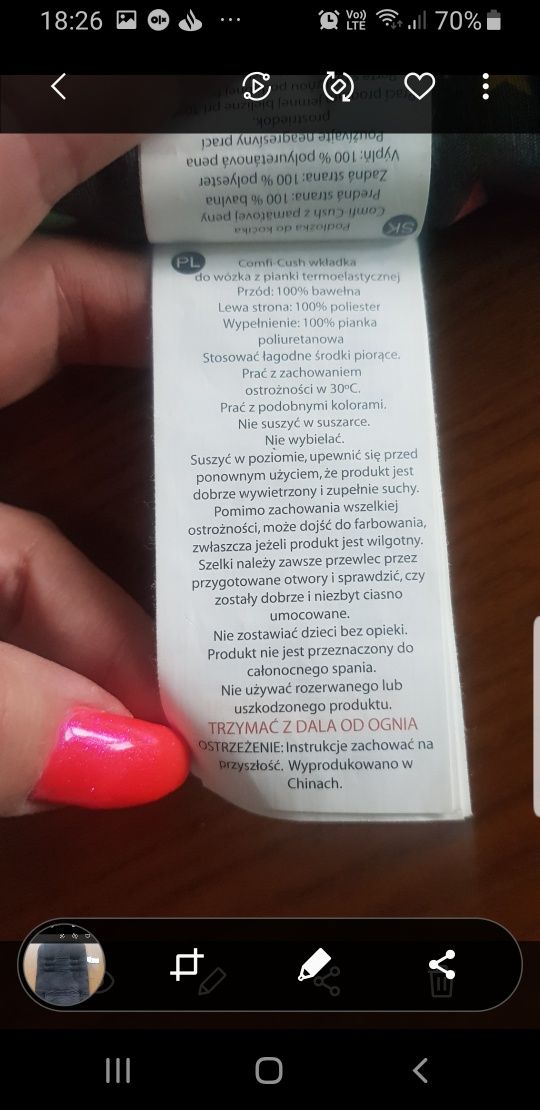 18:26
olx
Vo))
LTE
70%
SK
Podložka do kočíka
Comfi-Cush z pamäťovej peny
Predná strana: 100 % bavlna
Zadná strana: 100 % polyester
Výplň: 100 % polyuretánová pena
Používajte neagresívny prací
prostriedok.
PL
Comfi-Cush wkładka
do wózka z pianki termoelastycznej
Przód: 100% bawełna
Lewa strona: 100% poliester
Wypełnienie: 100% pianka
poliuretanowa
Stosować łagodne środki piorące.
Prać z zachowaniem
ostrożności w 30ºC.
Prać z podobnymi kolorami.
Nie suszyć w suszarce.
Nie wybielać.
Suszyć w poziomie, upewnić się przed
ponownym użyciem, że produkt jest
dobrze wywietrzony i zupełnie suchy.
Pomimo zachowania wszelkiej
ostrożności, może dojść do farbowania,
zwłaszcza jeżeli produkt jest wilgotny.
Szelki należy zawsze przewlec przez
przygotowane otwory i sprawdzić, czy
zostały dobrze i niezbyt ciasno
umocowane.
Nie zostawiać dzieci bez opieki.
Produkt nie jest przeznaczony do
całonocnego spania.
Nie używać rozerwanego lub
uszkodzonego produktu.
TRZYMAĆ Z DALA OD OGNIA
OSTRZEŻENIE: Instrukcje zachować na
przyszłość. Wyprodukowano w
Chinach.